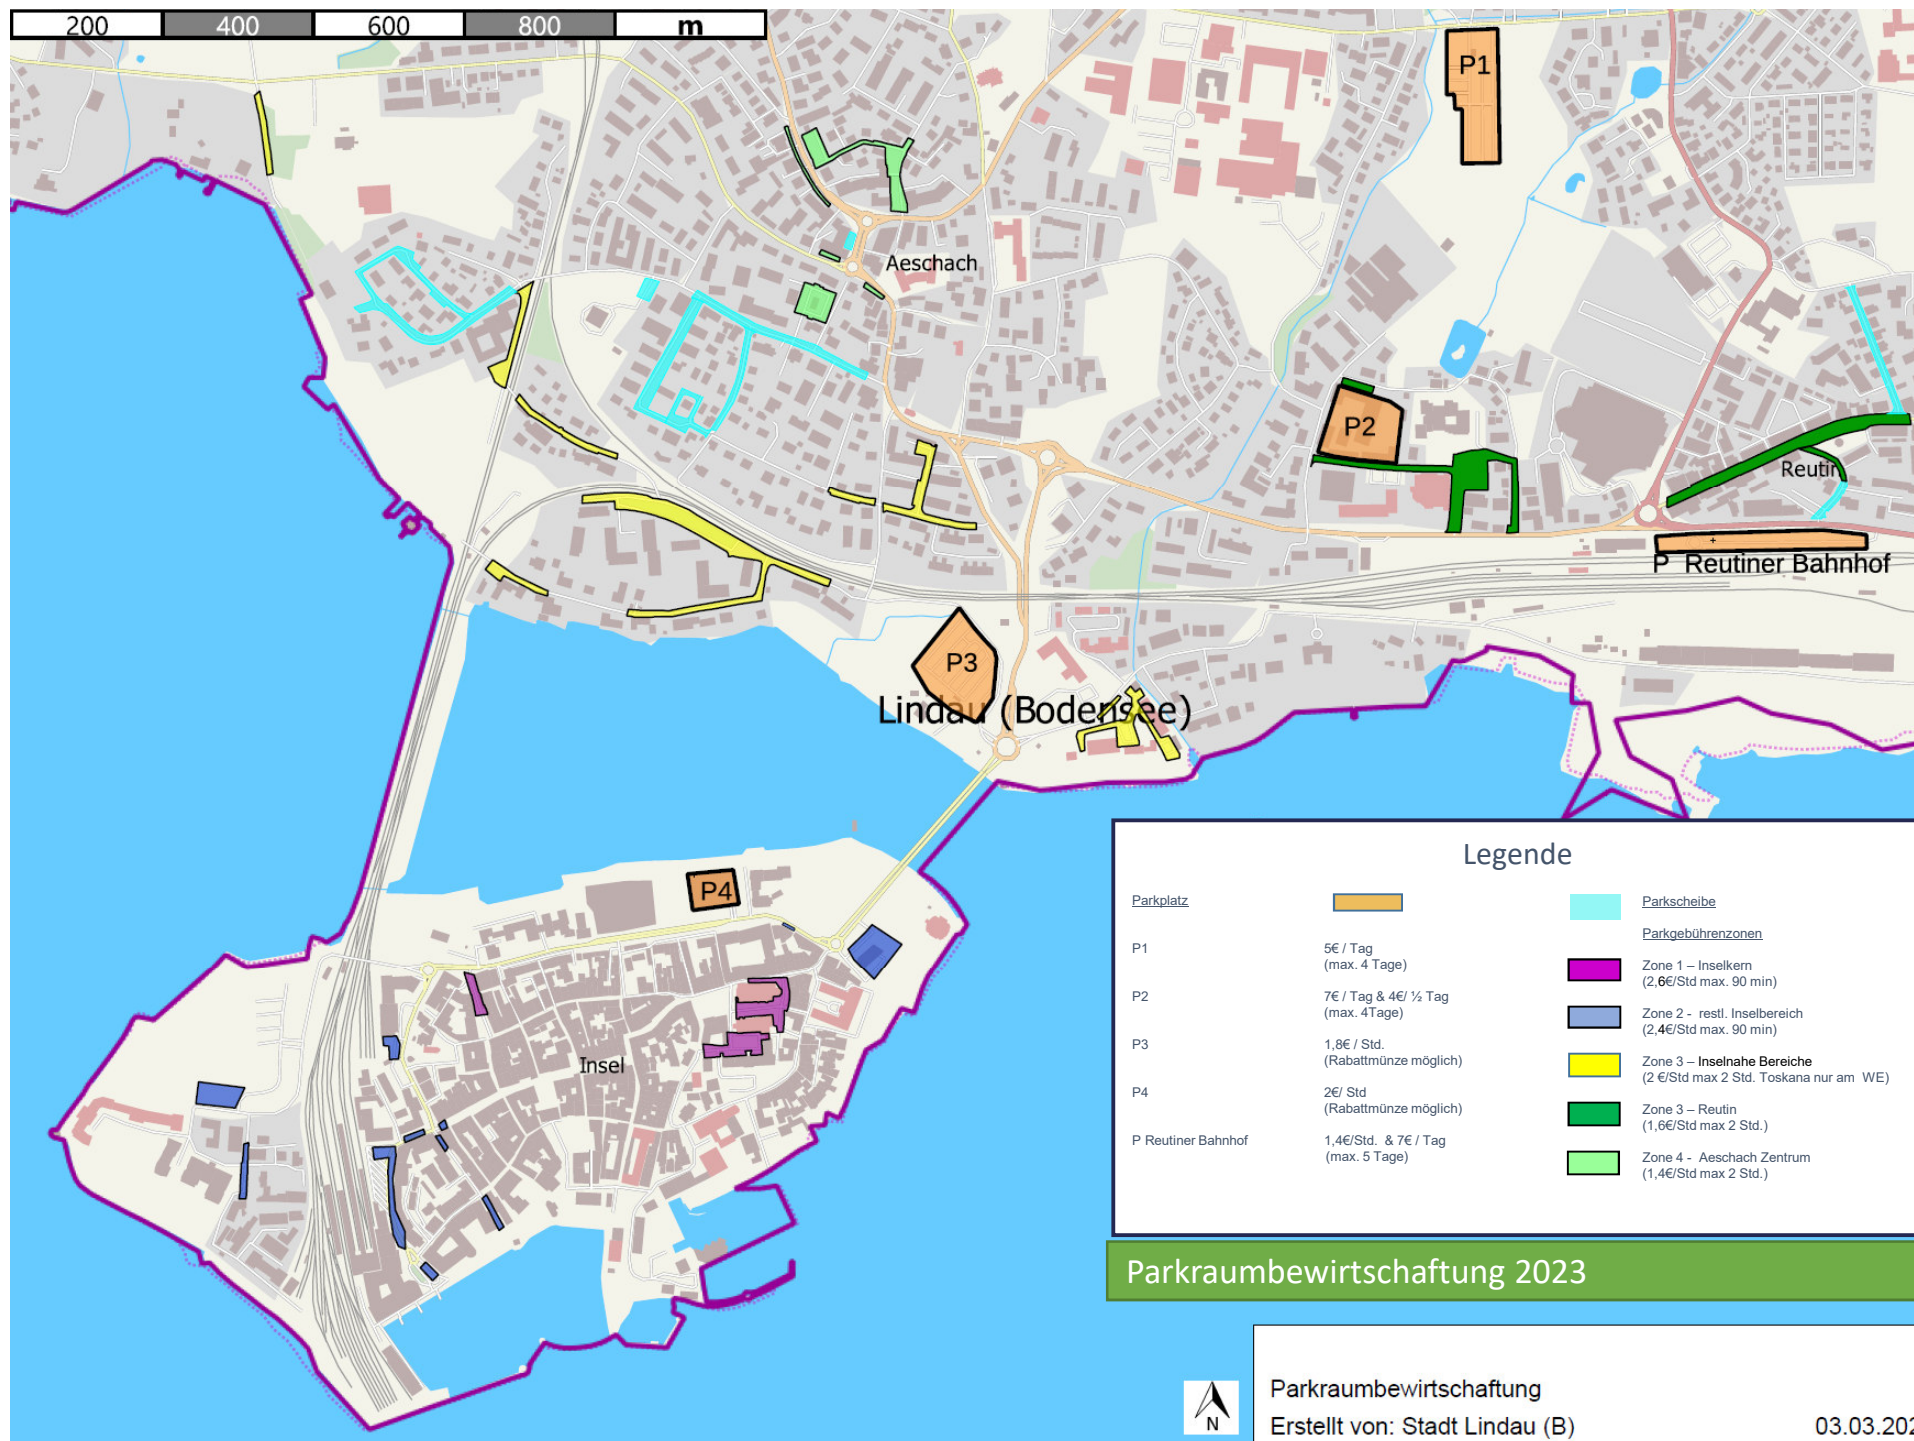 200 400 600 800 m
P1
Aeschach
P2
Reutin
P Reutiner Bahnhof
P3
Lindau (Bodensee)
P4
Insel
Legende
Parkplatz
P1 5€ / Tag
(max. 4 Tage)
P2 7€ / Tag & 4€/ ½ Tag
(max. 4Tage)
P3 1,8€ / Std.
(Rabattmünze möglich)
P4 2€/ Std
(Rabattmünze möglich)
P Reutiner Bahnhof 1,4€/Std. & 7€ / Tag
(max. 5 Tage)
Parkscheibe
Parkgebührenzonen
Zone 1 – Inselkern
(2,6€/Std max. 90 min)
Zone 2 - restl. Inselbereich
(2,4€/Std max. 90 min)
Zone 3 – Inselnahe Bereiche
(2 €/Std max 2 Std. Toskana nur am WE)
Zone 3 – Reutin
(1,6€/Std max 2 Std.)
Zone 4 - Aeschach Zentrum
(1,4€/Std max 2 Std.)
Parkraumbewirtschaftung 2023
N
Parkraumbewirtschaftung
Erstellt von: Stadt Lindau (B) 03.03.202